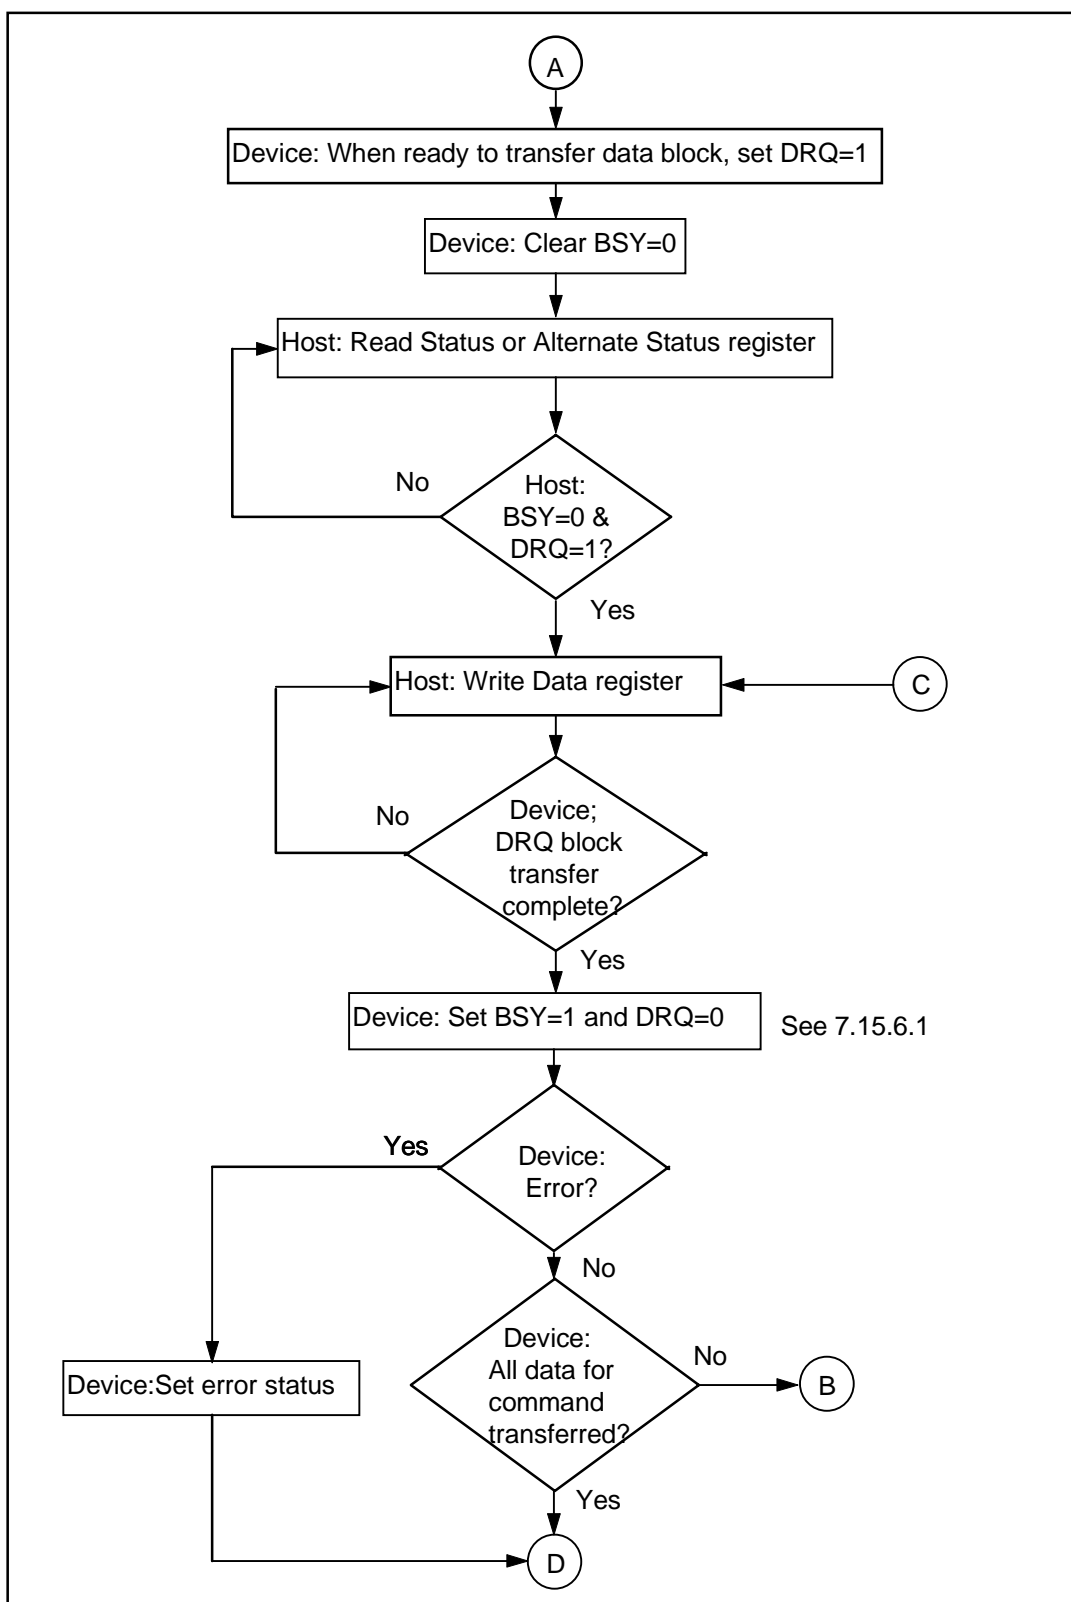 A
Device: When ready to transfer data block, set DRQ=1
Device: Clear BSY=0
Host: Read Status or Alternate Status register
No
Host:
BSY=0 &
DRQ=1?
Yes
Host: Write Data register
C
No
Device;
DRQ block
transfer
complete?
Yes
Device: Set BSY=1 and DRQ=0
See 7.15.6.1
Yes
Device:
Error?
No
Device:
All data for
command
transferred?
No
B
Device:Set error status
Yes
D